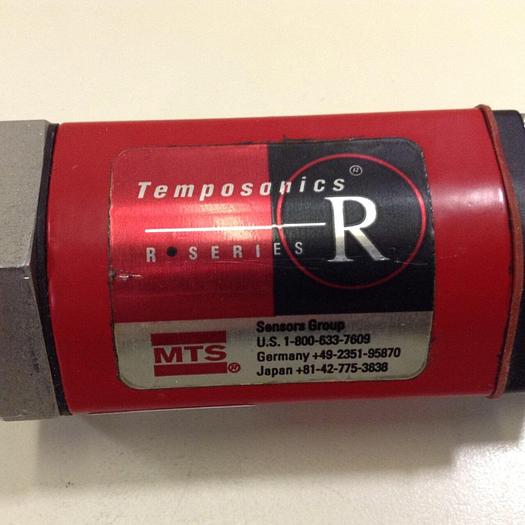 Temposonics ®
R
R • SERIES
MTS ®
Sensors Group
U.S. 1-800-633-7609
Germany +49-2351-95870
Japan +81-42-775-3838